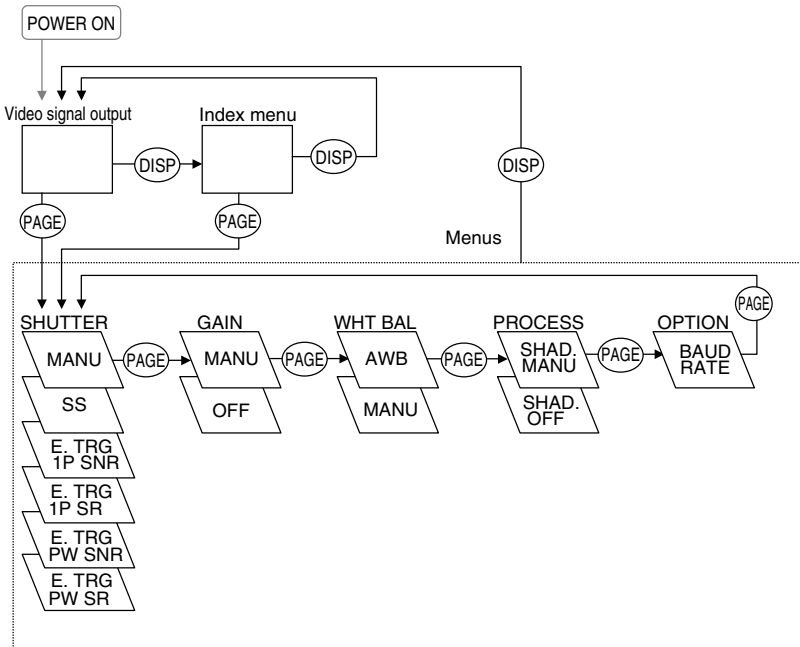 POWER ON
Video signal output
Index menu
DISP
DISP
DISP
PAGE
PAGE
Menus
PAGE
SHUTTER
GAIN
WHT BAL
PROCESS
OPTION
MANU
PAGE
MANU
PAGE
AWB
PAGE
SHAD.
MANU
PAGE
BAUD
RATE
SS
OFF
MANU
SHAD.
OFF
E. TRG
1P SNR
E. TRG
1P SR
E. TRG
PW SNR
E. TRG
PW SR